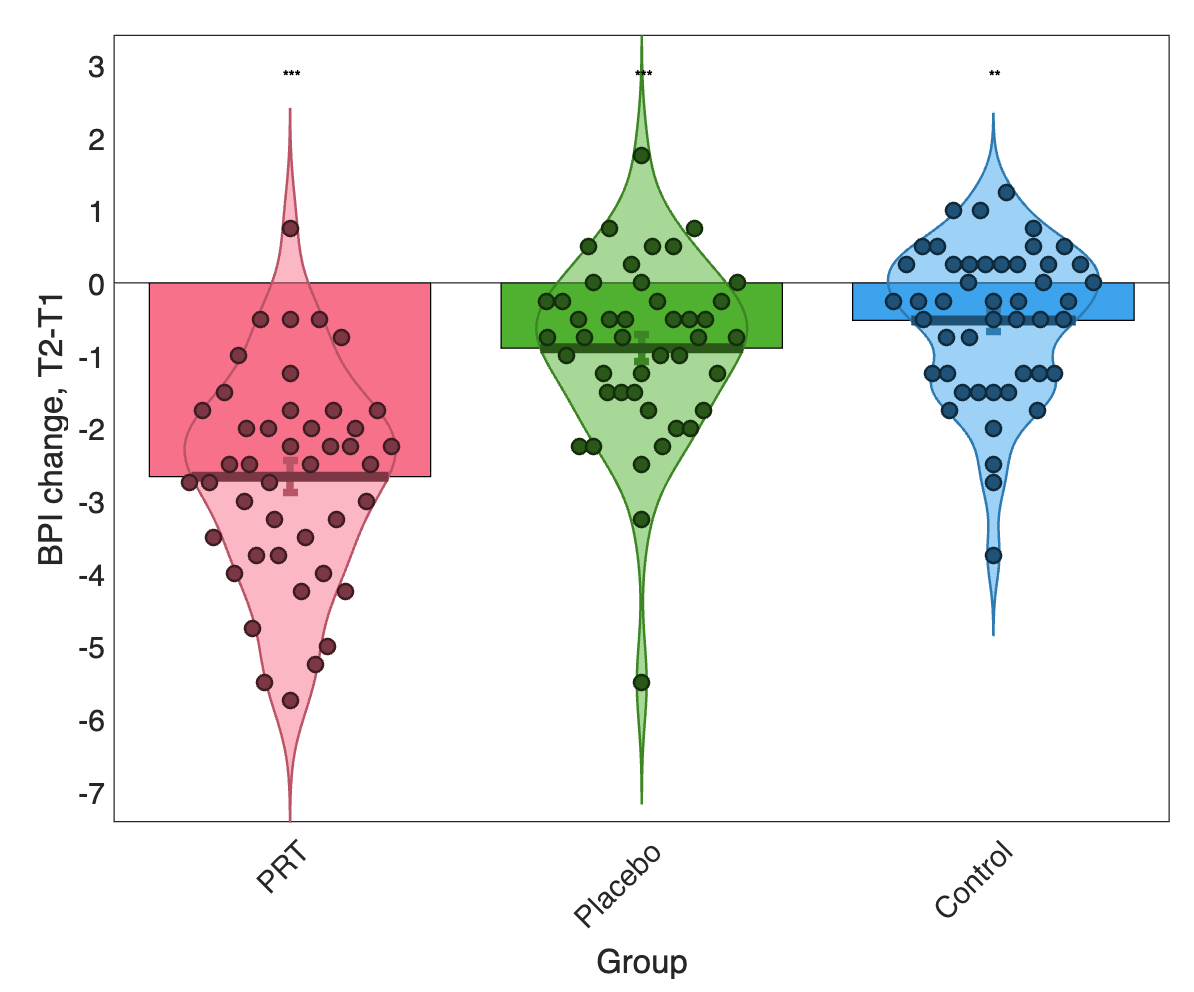 ***
***
**
3
2
1
0
-1
-2
-3
-4
-5
-6
-7
BPI change, T2-T1
PRT
Placebo
Control
Group